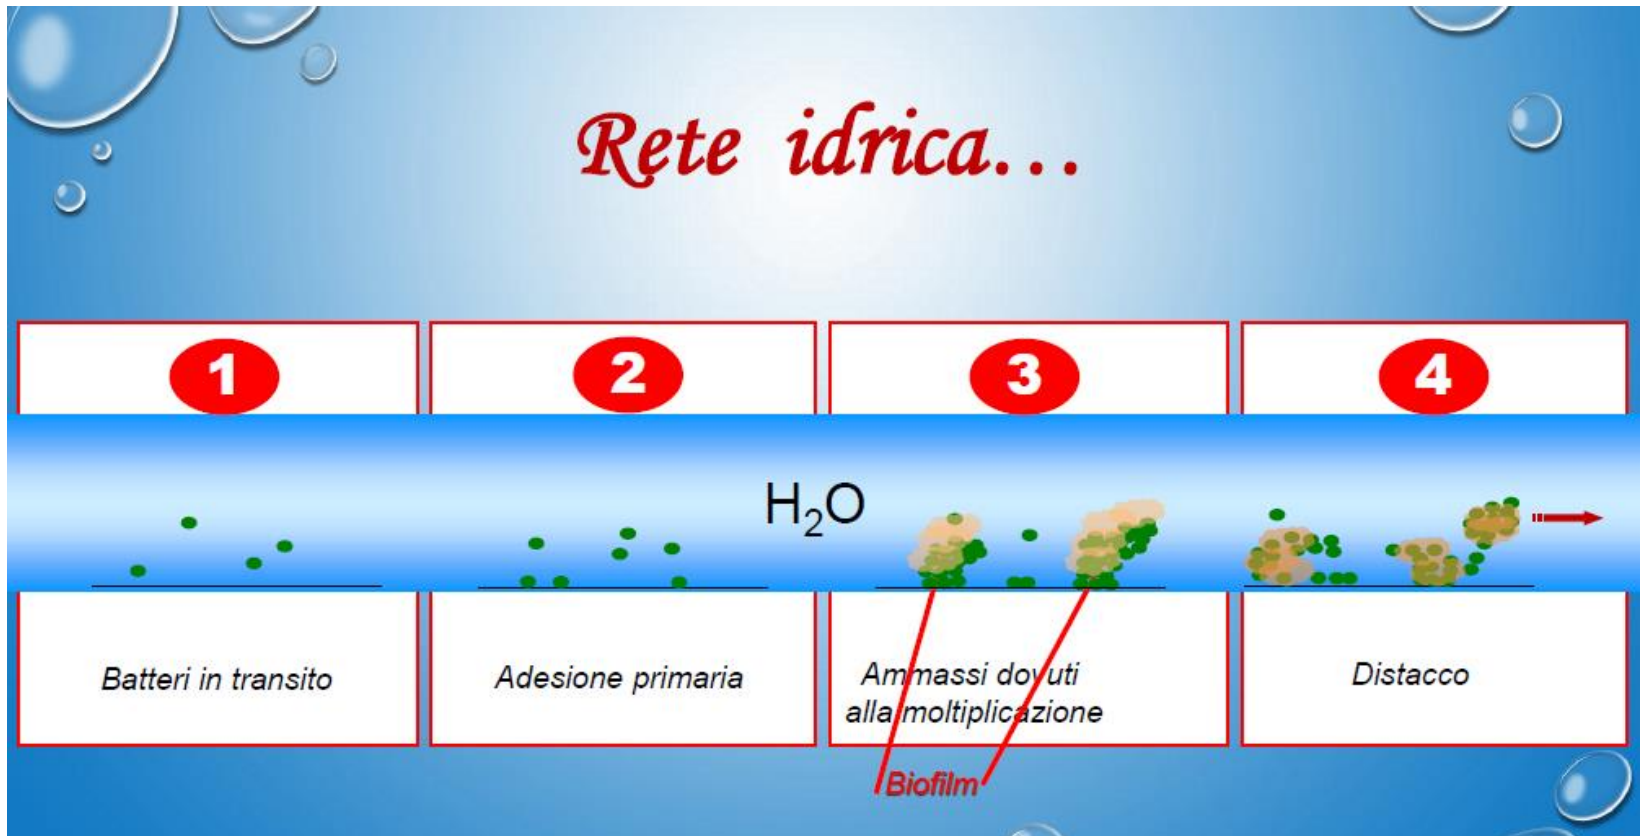 Rete idrica...
1
2
3
4
H₂O
Batteri in transito
Adesione primaria
Ammassi dovuti
alla moltiplicazione
Distacco
Biofilm